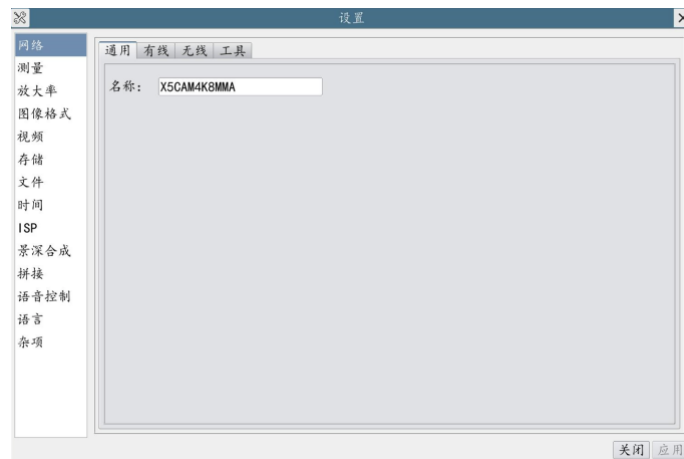 设置
网络
测量
放大率
图像格式
视频
存储
文件
时间
ISP
景深合成
拼接
语音控制
语言
杂项
通用 有线 无线 工具
名称： X5CAM4K8MMA
关闭 应用